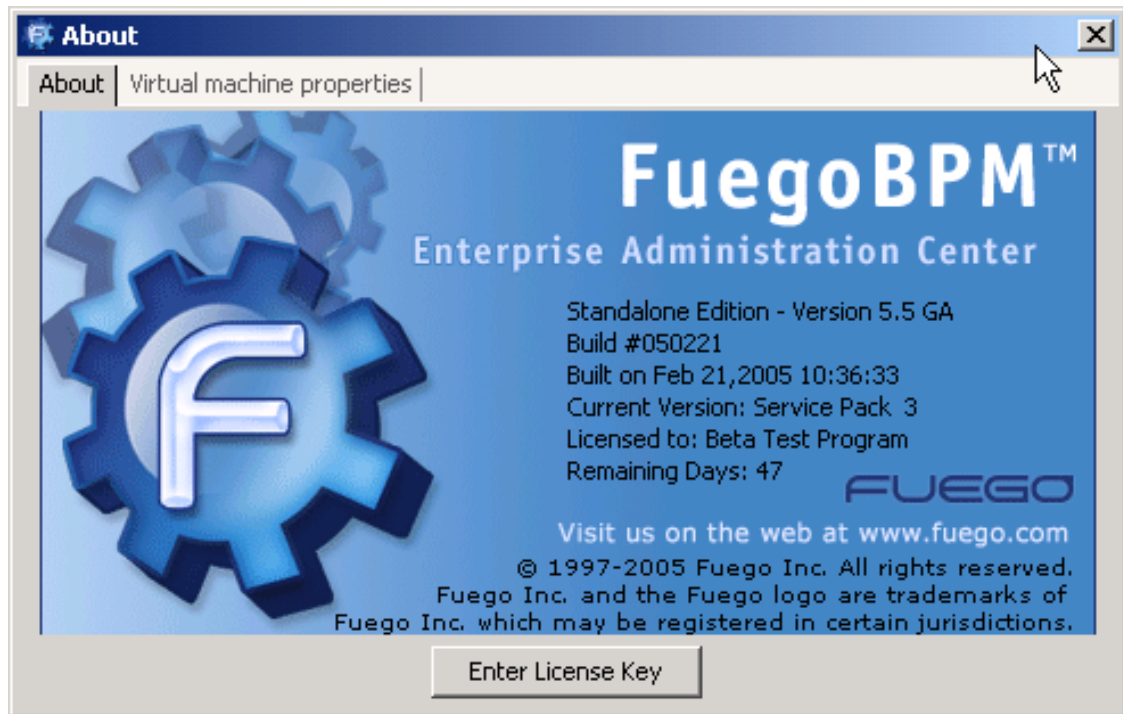 About
About Virtual machine properties
F
FuegoBPM™
Enterprise Administration Center
Standalone Edition - Version 5.5 GA
Build #050221
Built on Feb 21,2005 10:36:33
Current Version: Service Pack 3
Licensed to: Beta Test Program
Remaining Days: 47
FUEGO
Visit us on the web at www.fuego.com
© 1997-2005 Fuego Inc. All rights reserved.
Fuego Inc. and the Fuego logo are trademarks of
Fuego Inc. which may be registered in certain jurisdictions.
Enter License Key